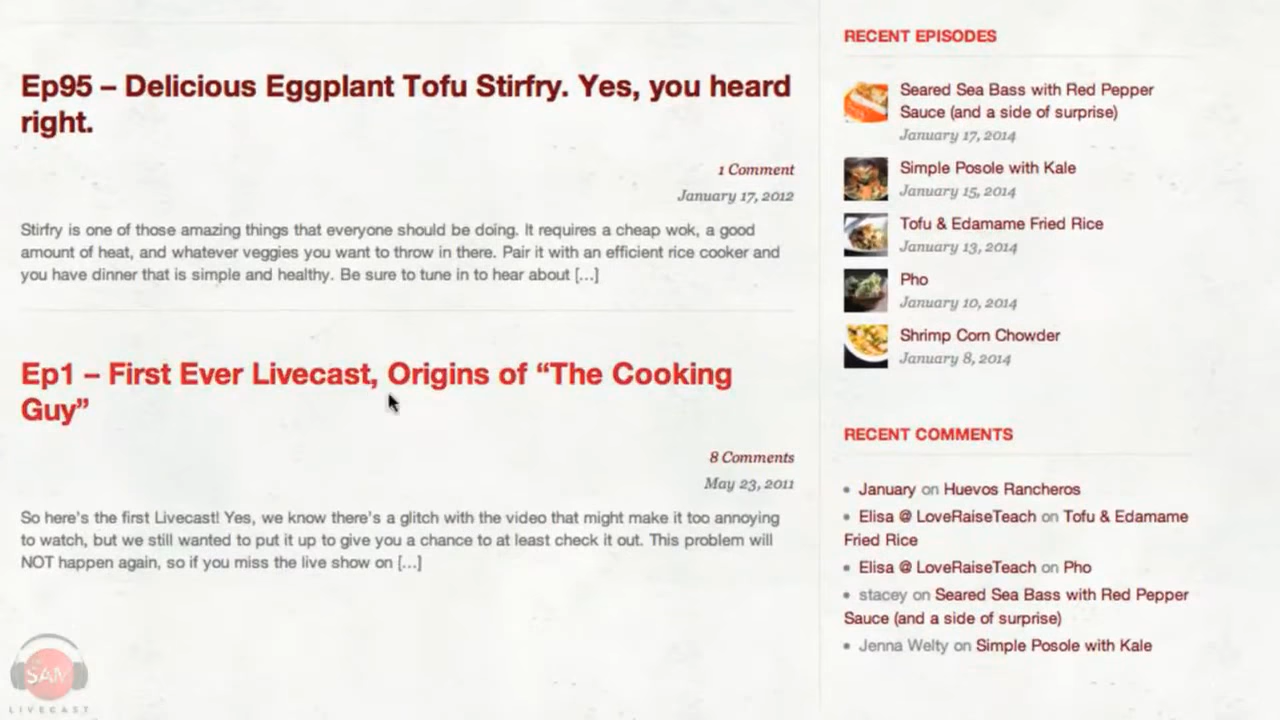 Ep95 – Delicious Eggplant Tofu Stirfry. Yes, you heard
right.
1 Comment
January 17, 2012
Stirfry is one of those amazing things that everyone should be doing. It requires a cheap wok, a good
amount of heat, and whatever veggies you want to throw in there. Pair it with an efficient rice cooker and
you have dinner that is simple and healthy. Be sure to tune in to hear about [...]
Ep1 – First Ever Livecast, Origins of “The Cooking
Guy”
8 Comments
May 23, 2011
So here's the first Livecast! Yes, we know there's a glitch with the video that might make it too annoying
to watch, but we still wanted to put it up to give you a chance to at least check it out. This problem will
NOT happen again, so if you miss the live show on [...]
SAM
LIVECAST
RECENT EPISODES
Seared Sea Bass with Red Pepper
Sauce (and a side of surprise)
January 17, 2014
Simple Posole with Kale
January 15, 2014
Tofu & Edamame Fried Rice
January 13, 2014
Pho
January 10, 2014
Shrimp Corn Chowder
January 8, 2014
RECENT COMMENTS
• January on Huevos Rancheros
• Elisa @ LoveRaiseTeach on Tofu & Edamame
Fried Rice
• Elisa @ LoveRaiseTeach on Pho
• stacey on Seared Sea Bass with Red Pepper
Sauce (and a side of surprise)
• Jenna Welty on Simple Posole with Kale